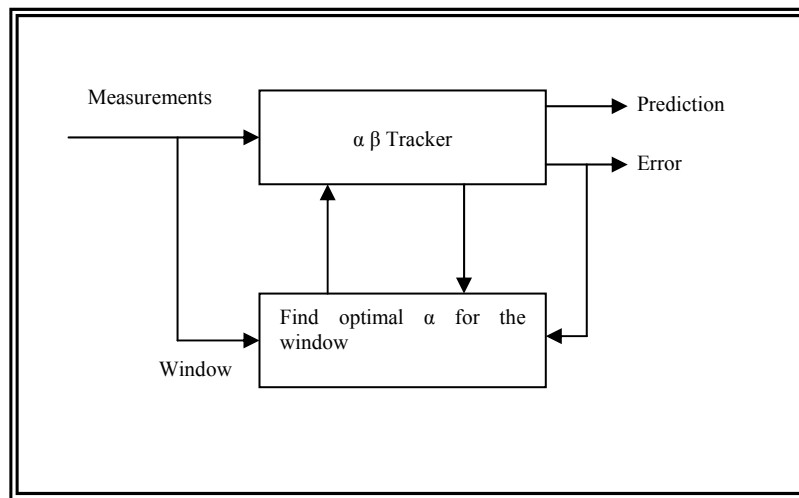 Measurements
Prediction
α β Tracker
Error
Find optimal α for the
window
Window